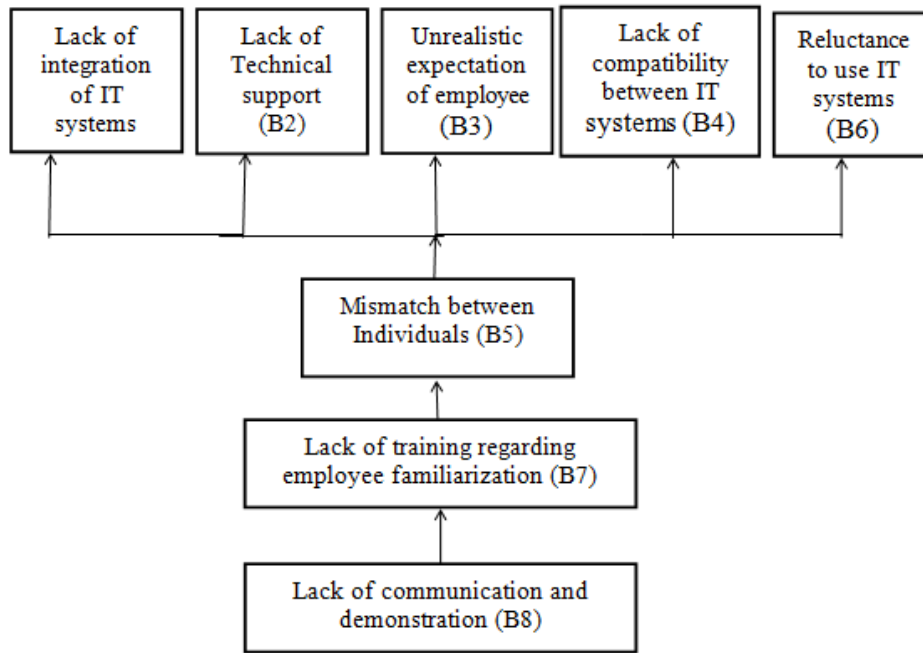 Lack of
integration
of IT
systems
Lack of
Technical
support
(B2)
Unrealistic
expectation
of employee
(B3)
Lack of
compatibility
between IT
systems (B4)
Reluctance
to use IT
systems
(B6)
Mismatch between
Individuals (B5)
Lack of training regarding
employee familiarization (B7)
Lack of communication and
demonstration (B8)